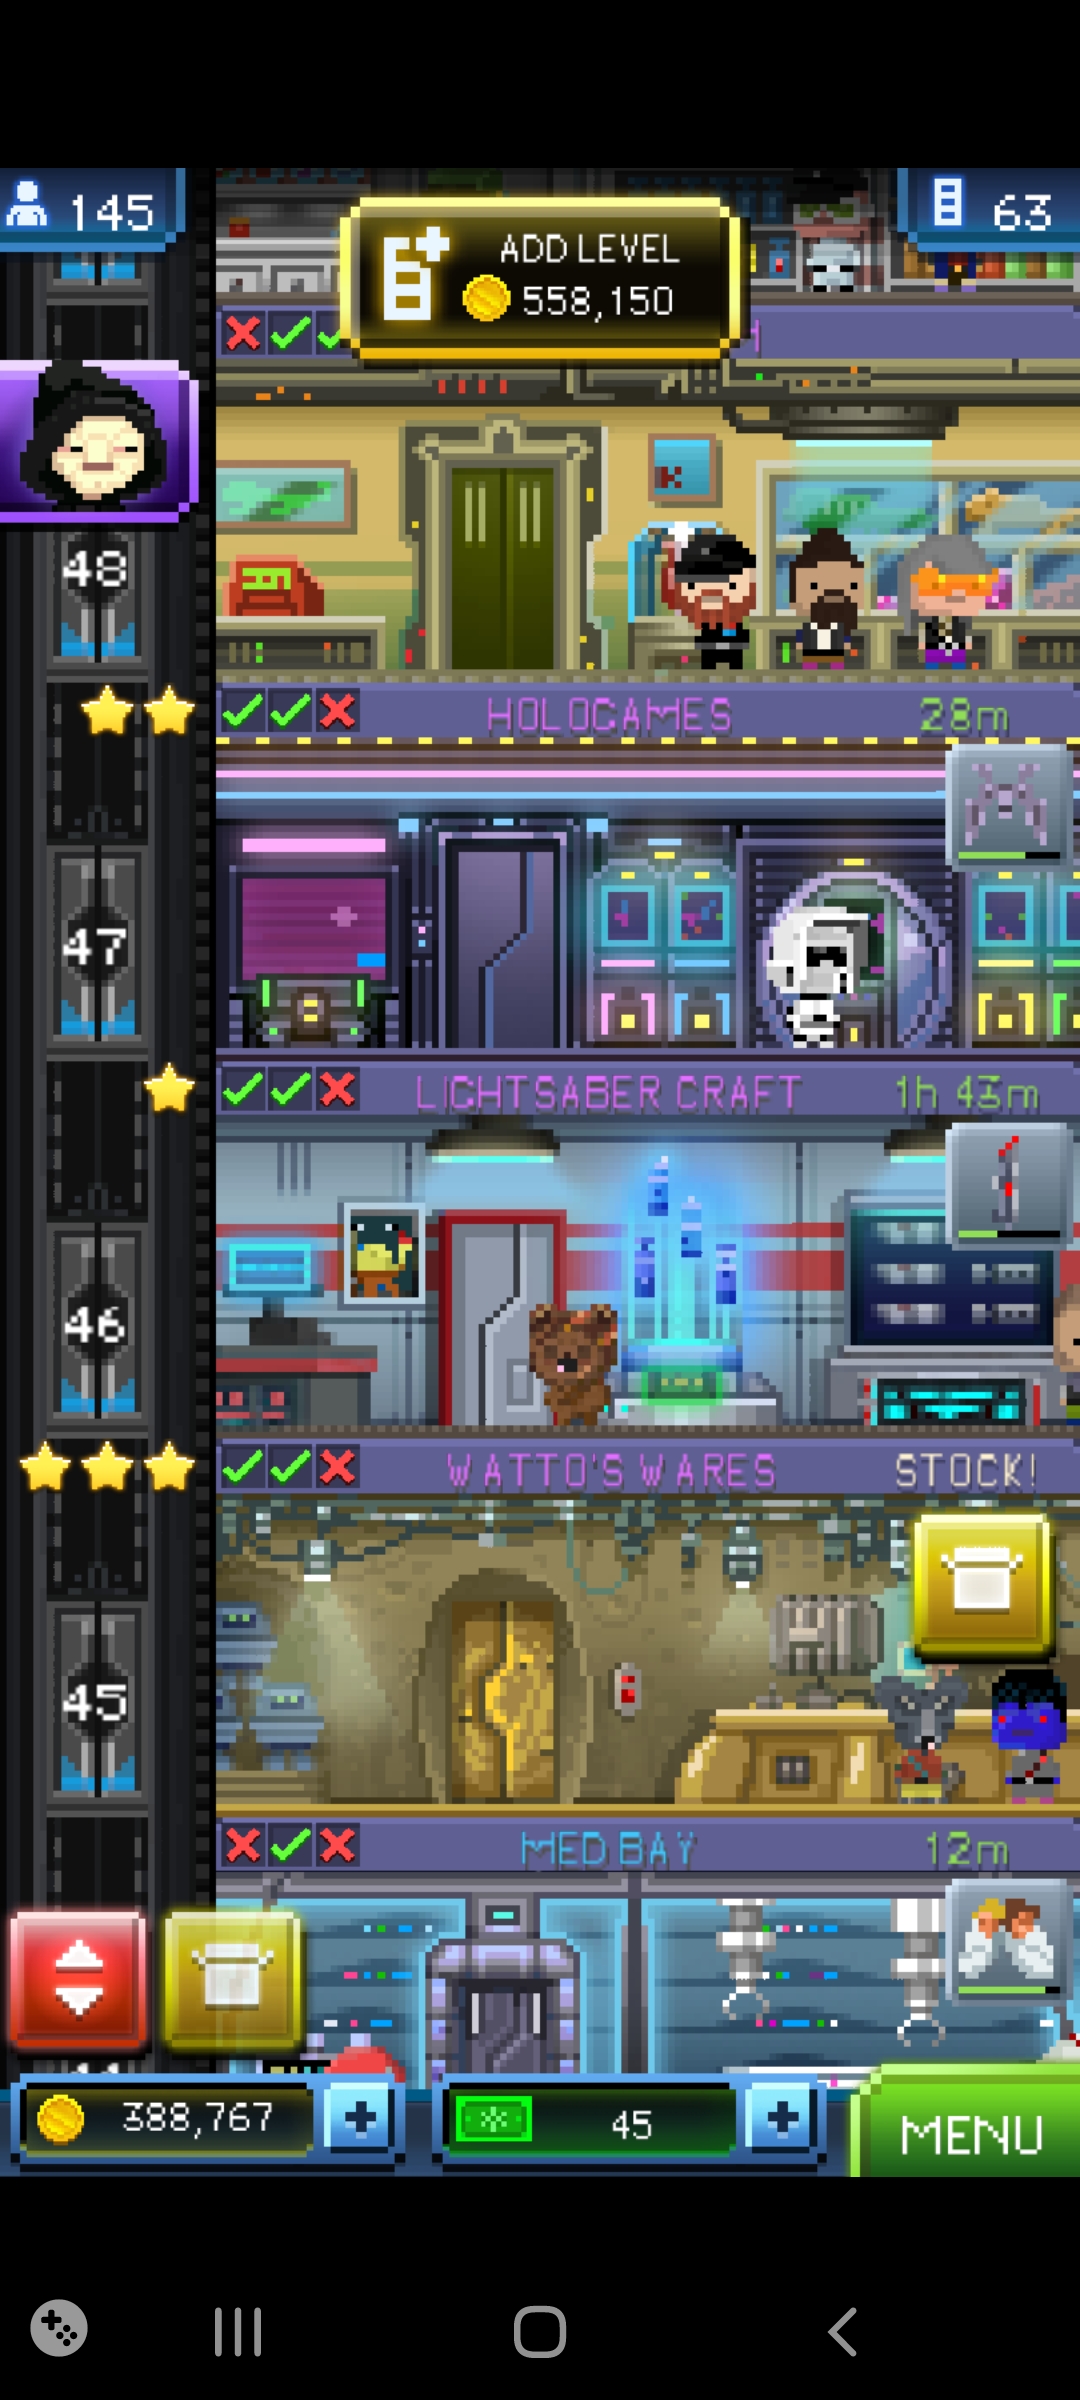 145
63
ADD LEVEL
558,150
48
HOLOGAMES
28m
47
LIGHTSABER CRAFT
1h 43m
46
WATTO'S WARES
STOCK!
45
MED BAY
12m
388,767
45
MENU